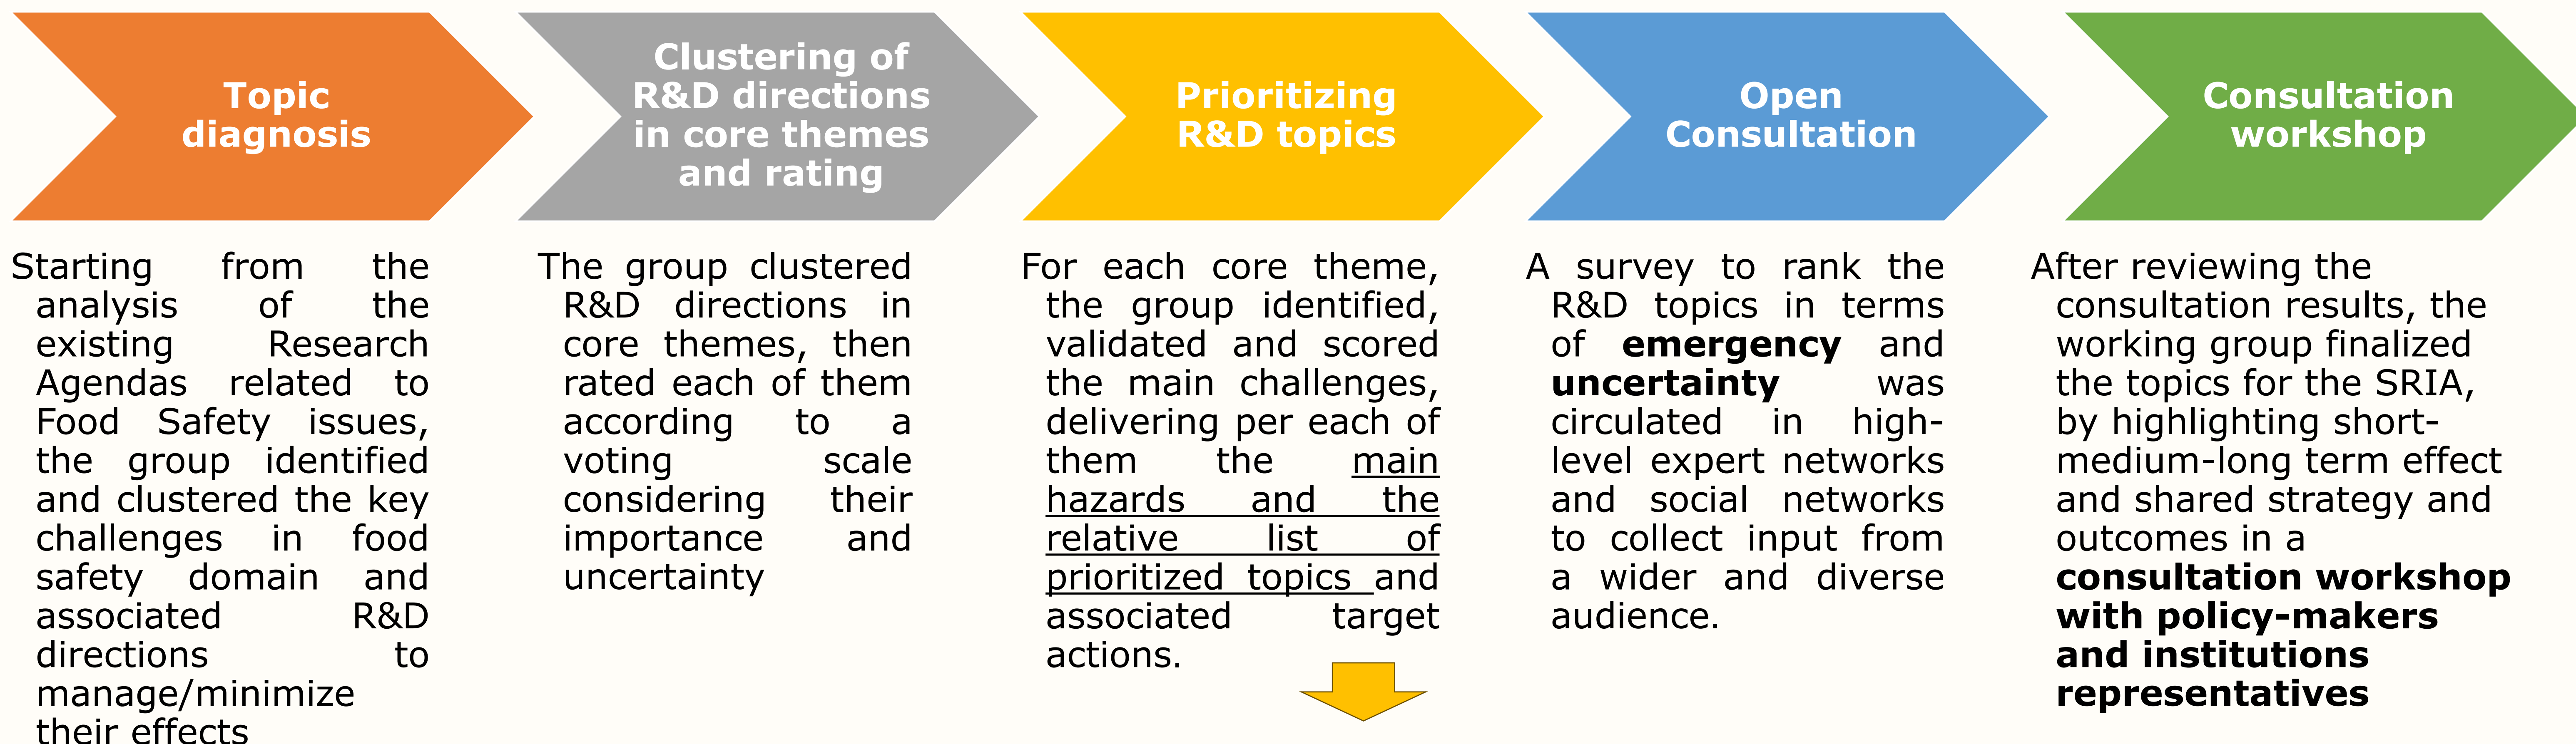 Topic
diagnosis
Clustering of
R&D directions
in core themes
and rating
Prioritizing
R&D topics
Open
Consultation
Consultation
workshop
Starting from the
analysis of the
existing Research
Agendas related to
Food Safety issues,
the group identified
and clustered the key
challenges in food
safety domain and
associated R&D
directions to
manage/minimize
their effects
The group clustered
R&D directions in
core themes, then
rated each of them
according to a
voting scale
considering their
importance and
uncertainty
For each core theme,
the group identified,
validated and scored
the main challenges,
delivering per each of
them the main
hazards and the
relative list of
prioritized topics and
associated target
actions.
A survey to rank the
R&D topics in terms
of emergency and
uncertainty was
circulated in high-
level expert networks
and social networks
to collect input from
a wider and diverse
audience.
After reviewing the
consultation results, the
working group finalized
the topics for the SRIA,
by highlighting short-
medium-long term effect
and shared strategy and
outcomes in a
consultation workshop
with policy-makers
and institutions
representatives